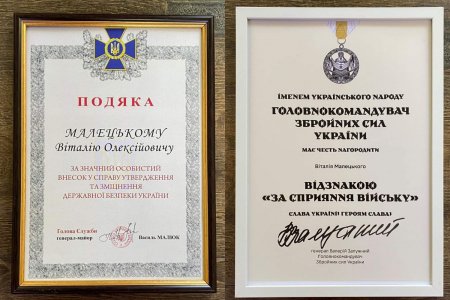 ПОДЯКА
МАЛЕЦЬКОМУ
Віталію Олексійовичу
ЗА ЗНАЧНИЙ ОСОБИСТИЙ
ВНЕСОК У СПРАВУ УТВЕРДЖЕННЯ
ТА ЗМІЦНЕННЯ
ДЕРЖАВНОЇ БЕЗПЕКИ УКРАЇНИ
Голова Служби
генерал-майор
Василь МАЛЮК
ІМЕНЕМ УКРАЇНСЬКОГО НАРОДУ
ГОЛОВНОКОМАНДУВАЧ
ЗБРОЙНИХ СИЛ
УКРАЇНИ
МАЄ ЧЕСТЬ НАГОРОДИТИ
Віталія Малецького
ВІДЗНАКОЮ
«ЗА СПРИЯННЯ ВІЙСЬКУ»
СЛАВА УКРАЇНІ! ГЕРОЯМ СЛАВА!
генерал Валерій Залужний
Головнокомандувач
Збройних сил України